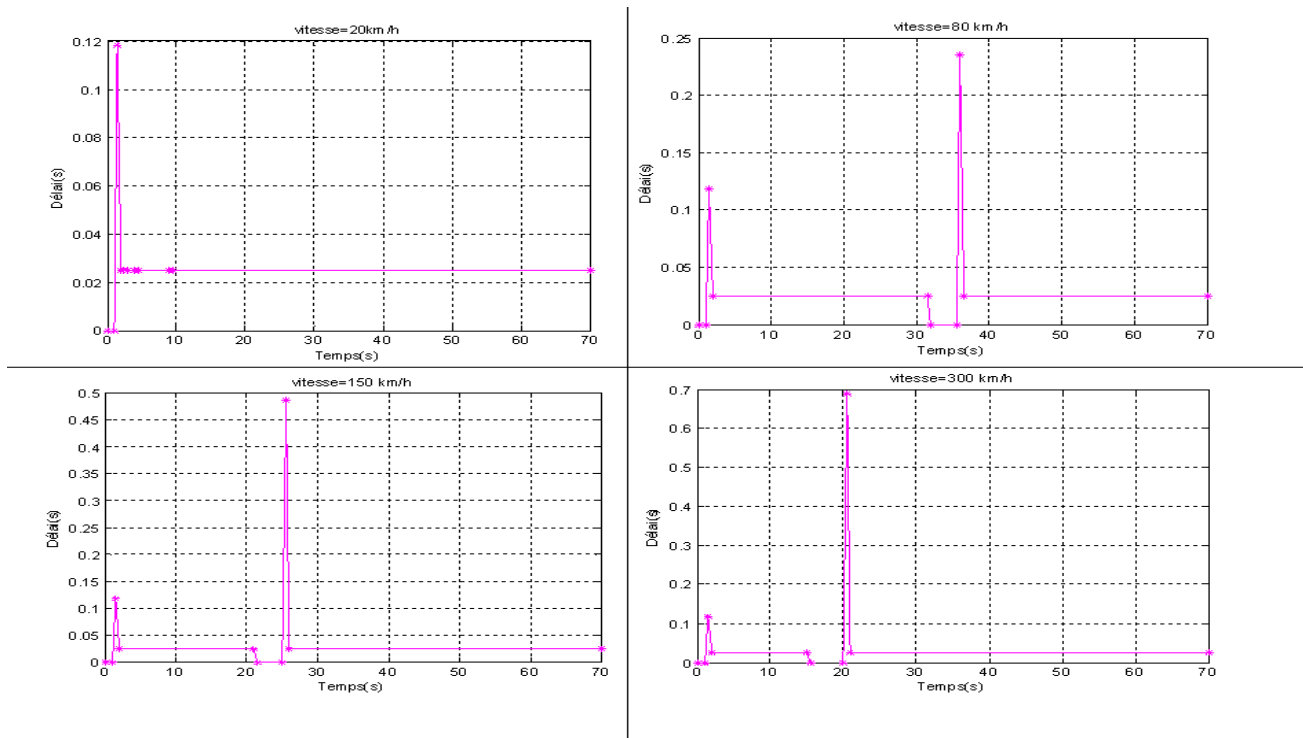 vitesse=20km/h
0.12
0.1
0.08
0.06
0.04
0.02
0
Délai(s)
0 10 20 30 40 50 60 70
Temps(s)
vitesse=80 km/h
0.25
0.2
0.15
0.1
0.05
0
Délai(s)
0 10 20 30 40 50 60 70
Temps(s)
vitesse=150 km/h
0.5
0.45
0.4
0.35
0.3
0.25
0.2
0.15
0.1
0.05
0
Délai(s)
0 10 20 30 40 50 60 70
Temps(s)
vitesse=300 km/h
0.7
0.6
0.5
0.4
0.3
0.2
0.1
0
Délai(s)
0 10 20 30 40 50 60 70
Temps(s)